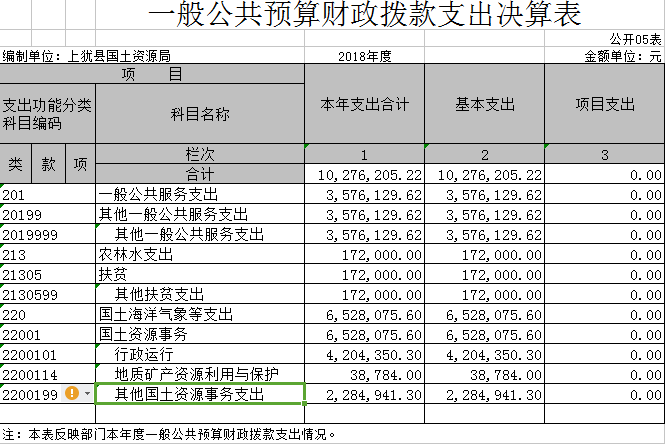 一般公共预算财政拨款支出决算表
公开05表
编制单位：上犹县国土资源局 2018年度 金额单位：元
项 目 本年支出合计 基本支出 项目支出
支出功能分类科目编码 科目名称
类 款 项 栏次 1 2 3
合计 10,276,205.22 10,276,205.22 0.00
201 一般公共服务支出 3,576,129.62 3,576,129.62 0.00
20199 其他一般公共服务支出 3,576,129.62 3,576,129.62 0.00
2019999 其他一般公共服务支出 3,576,129.62 3,576,129.62 0.00
213 农林水支出 172,000.00 172,000.00 0.00
21305 扶贫 172,000.00 172,000.00 0.00
2130599 其他扶贫支出 172,000.00 172,000.00 0.00
220 国土海洋气象等支出 6,528,075.60 6,528,075.60 0.00
22001 国土资源事务 6,528,075.60 6,528,075.60 0.00
2200101 行政运行 4,204,350.30 4,204,350.30 0.00
2200114 地质矿产资源利用与保护 38,784.00 38,784.00 0.00
2200199 其他国土资源事务支出 2,284,941.30 2,284,941.30 0.00
注：本表反映部门本年度一般公共预算财政拨款支出情况。